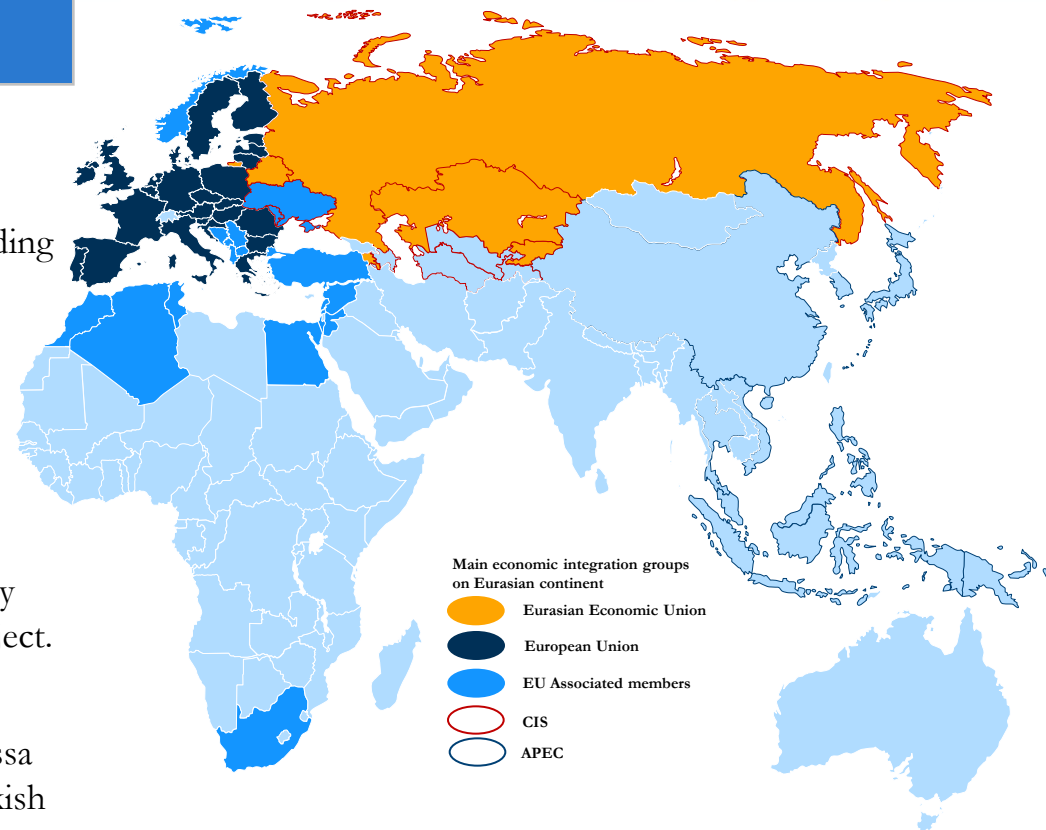 ding
y
ect.
ssa
kish
Main economic integration groups
on Eurasian continent
Eurasian Economic Union
European Union
EU Associated members
CIS
APEC